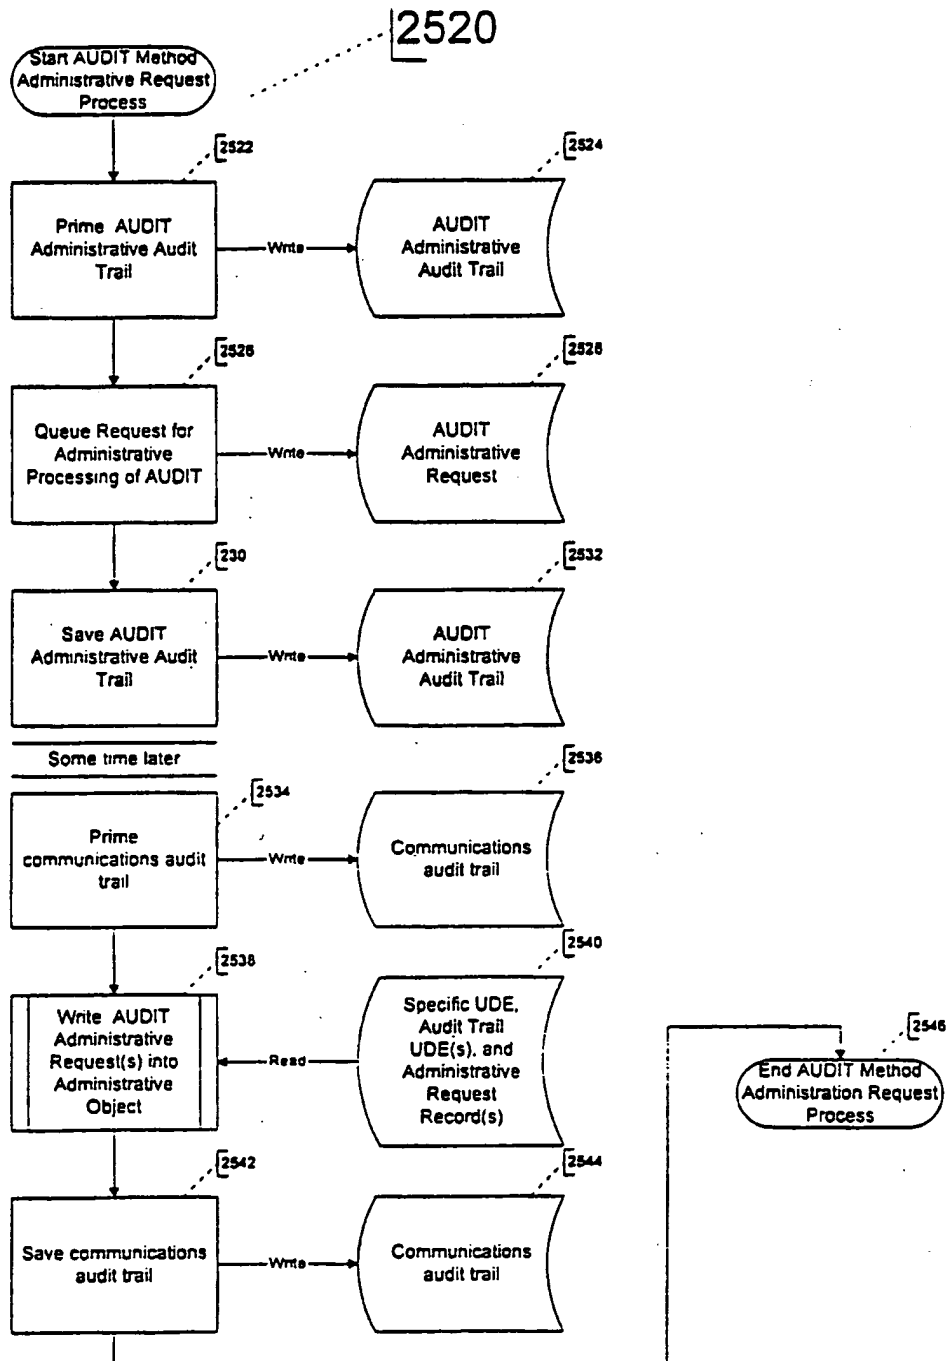 2520
Start AUDIT Method
Administrative Request
Process
2522
2524
Prime AUDIT
Administrative Audit
Trail
Write
AUDIT
Administrative
Audit Trail
2526
2528
Queue Request for
Administrative
Processing of AUDIT
Write
AUDIT
Administrative
Request
230
2532
Save AUDIT
Administrative Audit
Trail
Write
AUDIT
Administrative
Audit Trail
Some time later
2534
2536
Prime
communications audit
trail
Write
Communications
audit trail
2538
2540
Write AUDIT
Administrative
Request(s) into
Administrative
Object
Read
Specific UDE,
Audit Trail
UDE(s), and
Administrative
Request
Record(s)
2546
End AUDIT Method
Administration Request
Process
2542
2544
Save communications
audit trail
Write
Communications
audit trail